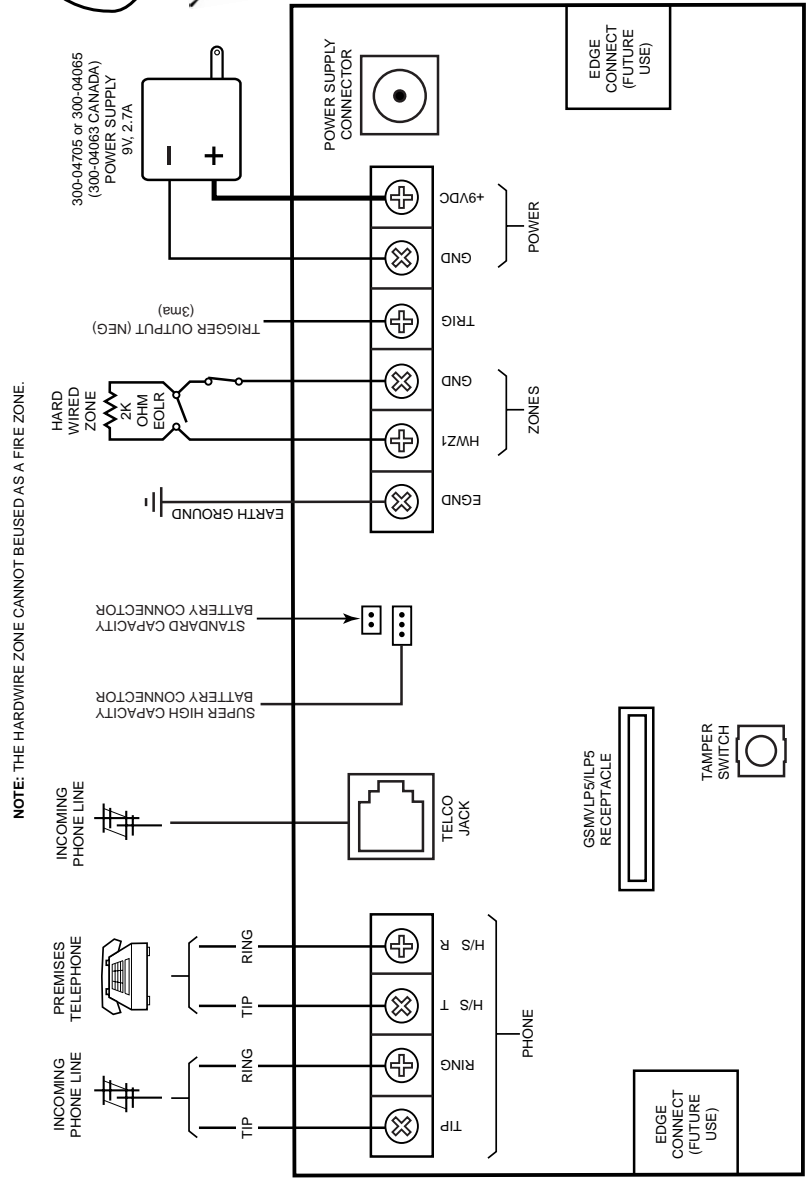 NOTE: THE HARDWIRE ZONE CANNOT BEUSED AS A FIRE ZONE.
INCOMING
PHONE LINE
PREMISES
TELEPHONE
INCOMING
PHONE LINE
SUPER HIGH CAPACITY
BATTERY CONNECTOR
STANDARD CAPACITY
BATTERY CONNECTOR
EARTH GROUND
HARD
WIRED
ZONE
2K
OHM
EOLR
TRIGGER OUTPUT (NEG)
(3ma)
300-04705 or 300-04065
(300-04063 CANADA)
POWER SUPPLY
9V, 2.7A
–
+
TIP
RING
TIP
RING
TIP
RING
H/S T
H/S R
PHONE
TELCO
JACK
EGND
HWZ1
GND
ZONES
TRIG
GND
+9VDC
POWER
POWER SUPPLY
CONNECTOR
GSMVLP5/ILP5
RECEPTACLE
TAMPER
SWITCH
EDGE
CONNECT
(FUTURE
USE)
EDGE
CONNECT
(FUTURE
USE)